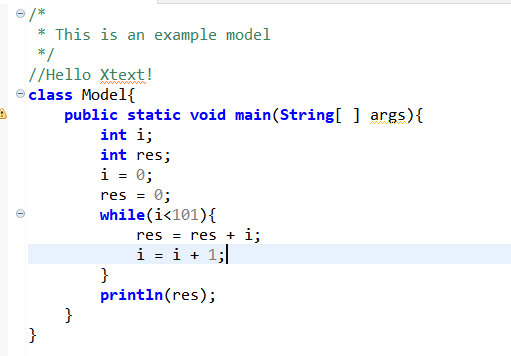 /*
 * This is an example model
 */
//Hello Xtext!
class Model{
    public static void main(String[ ] args){
        int i;
        int res;
        i = 0;
        res = 0;
        while(i<101){
            res = res + i;
            i = i + 1;
        }
        println(res);
    }
}